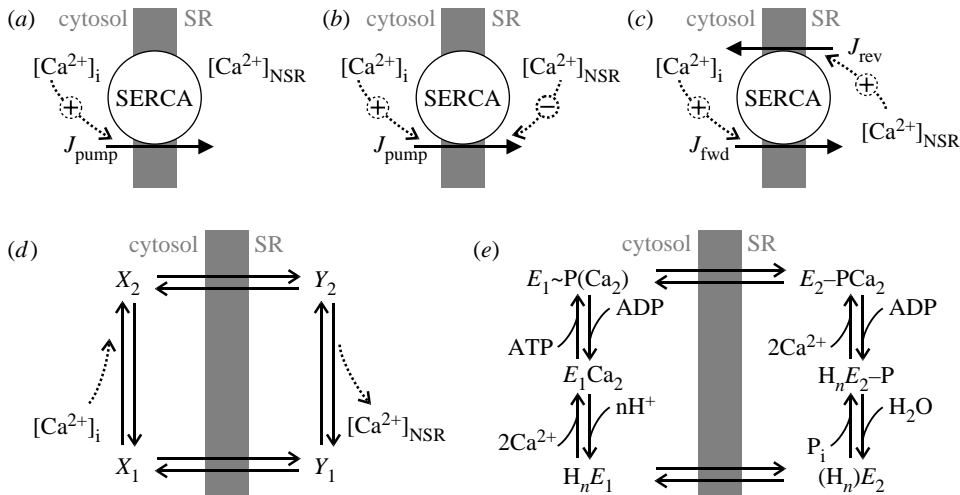 (a) cytosol SR
[Ca²⁺]ᵢ [Ca²⁺]NSR
+
SERCA
Jpump
(b) cytosol SR
[Ca²⁺]ᵢ [Ca²⁺]NSR
+ −
SERCA
Jpump
(c) cytosol SR
[Ca²⁺]ᵢ Jrev
+ +
SERCA
[Ca²⁺]NSR
Jfwd
(d) cytosol SR
X₂ Y₂
[Ca²⁺]ᵢ [Ca²⁺]NSR
X₁ Y₁
(e) cytosol SR
E₁~P(Ca₂) E₂–PCa₂
ADP ADP
ATP 2Ca²⁺
E₁Ca₂ HₙE₂–P
nH⁺ H₂O
2Ca²⁺ Pᵢ
HₙE₁ (Hₙ)E₂